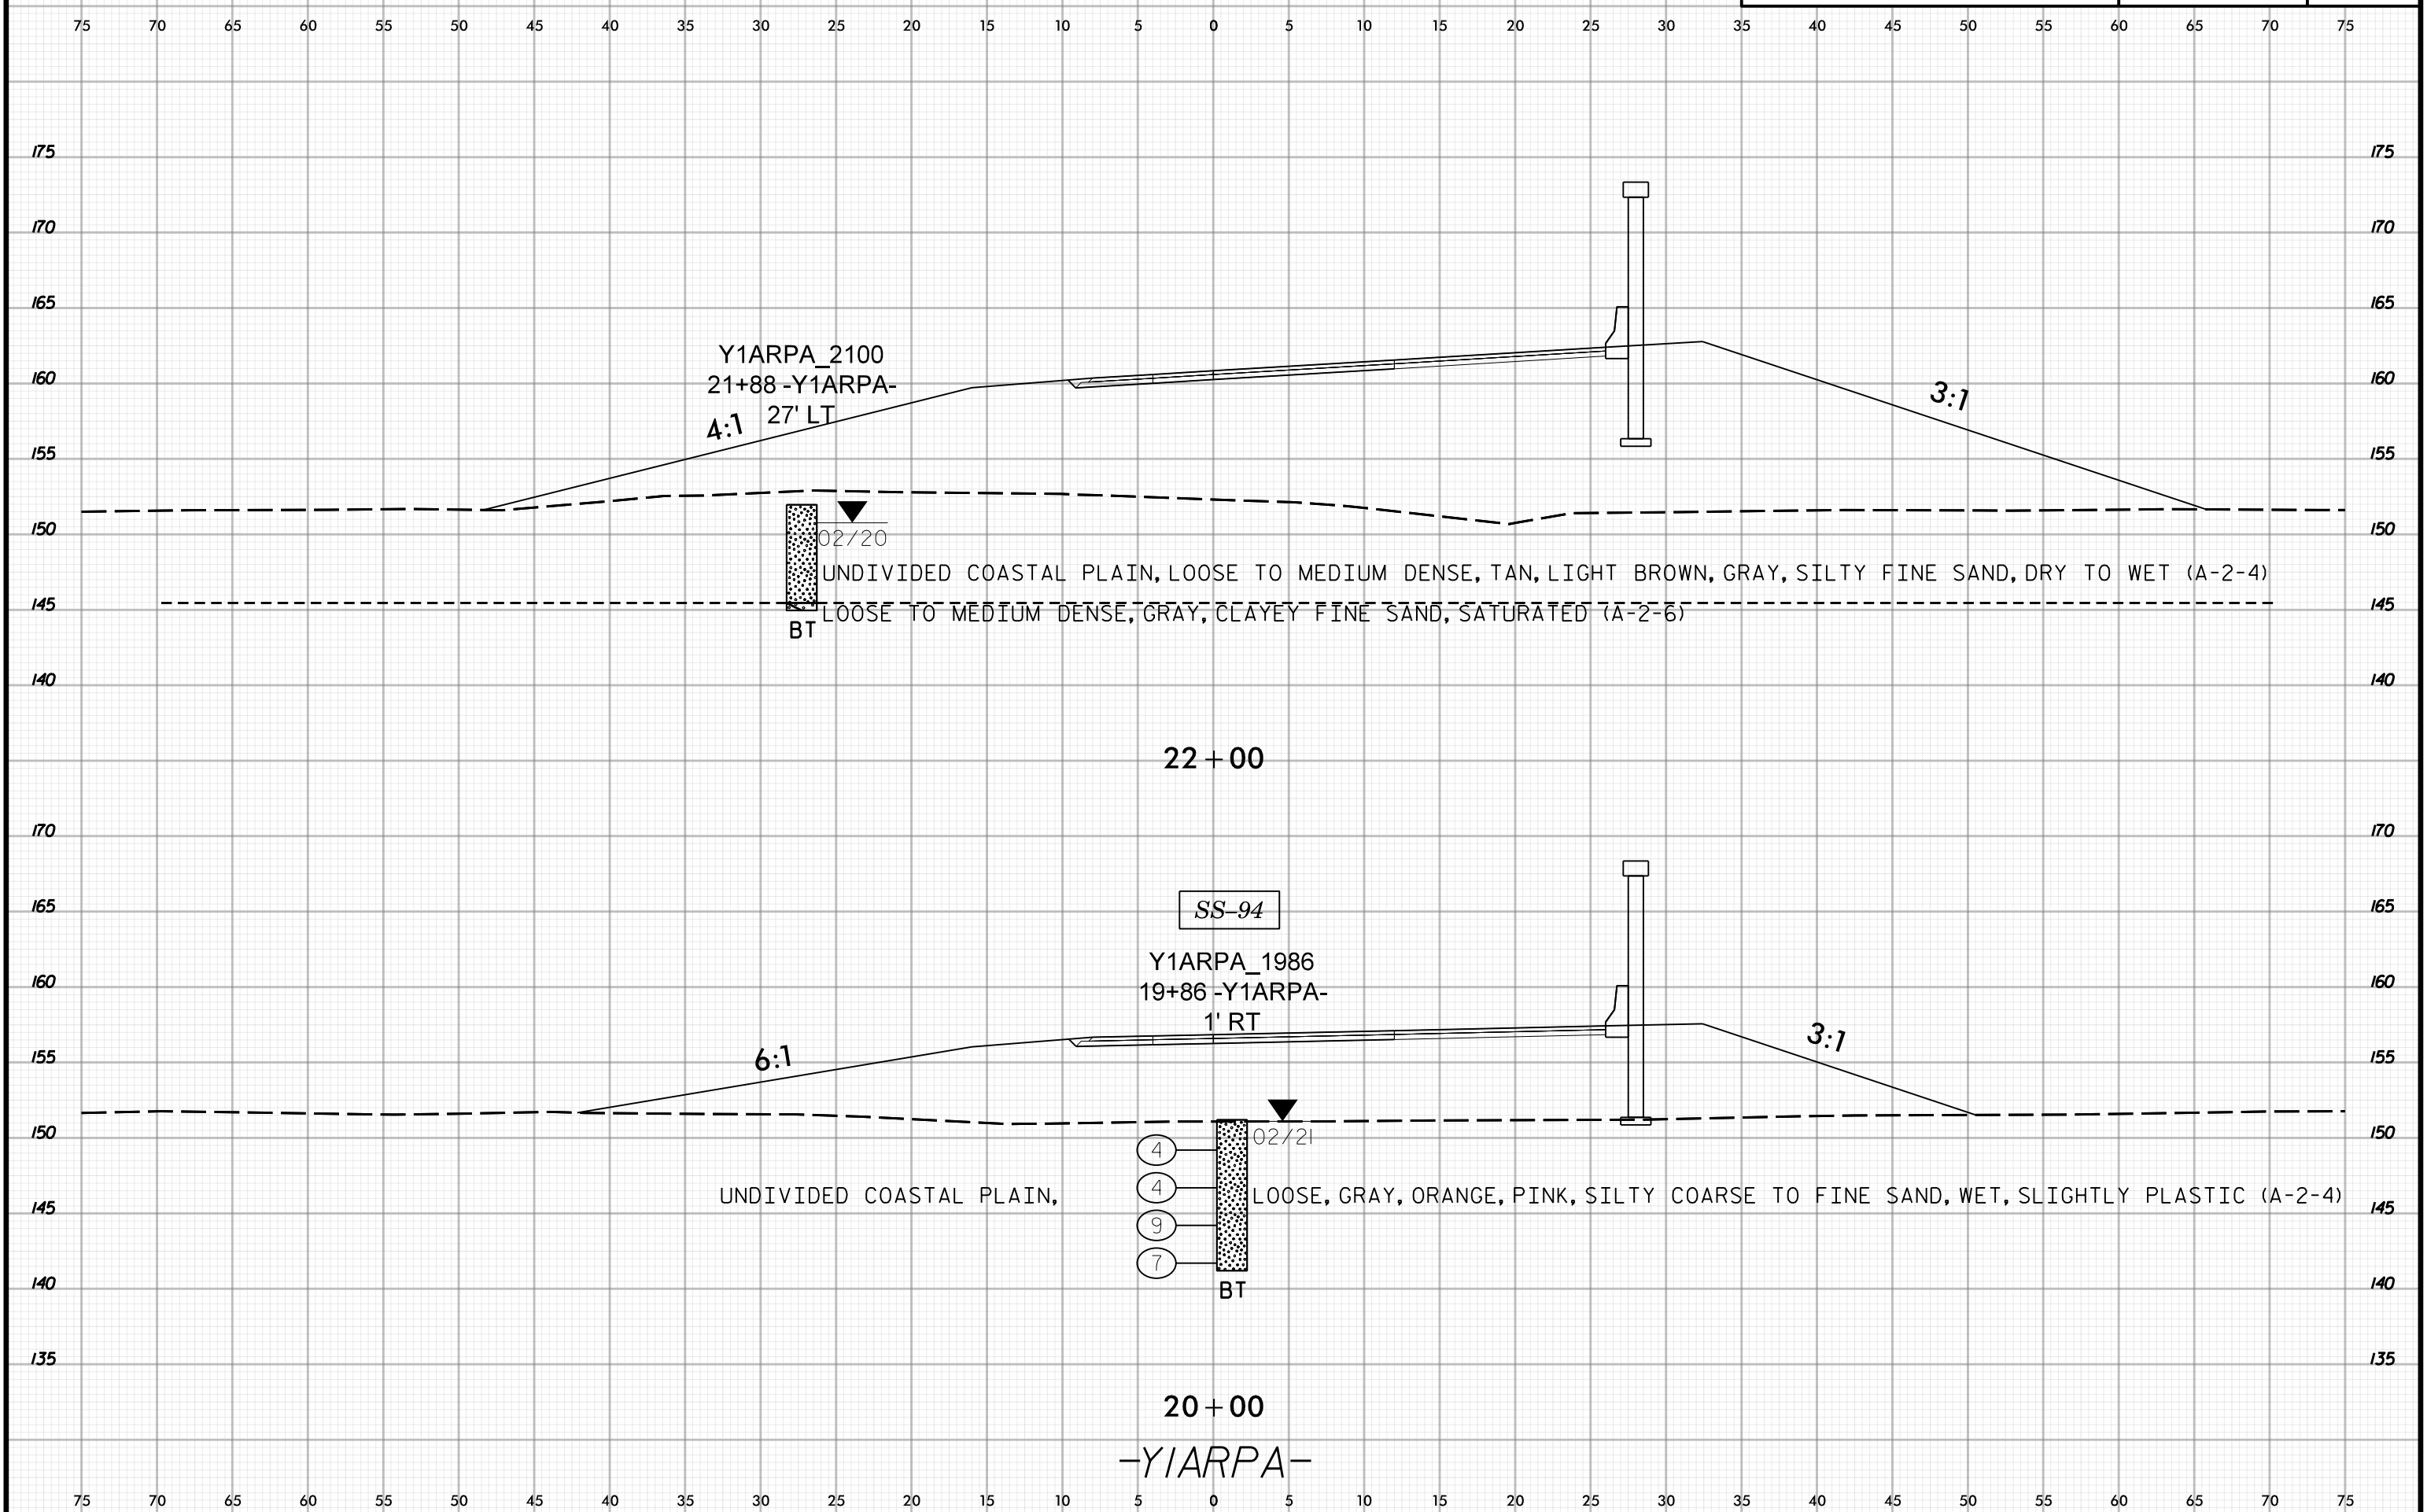 75 70 65 60 55 50 45 40 35 30 25 20 15 10 5 0 5 10 15 20 25 30 35 40 45 50 55 60 65 70 75
175 175
170 170
165 165
Y1ARPA_2100
21+88 -Y1ARPA-
27' LT
160 160
4:1
3:1
155 155
150 150
02/20
UNDIVIDED COASTAL PLAIN, LOOSE TO MEDIUM DENSE, TAN, LIGHT BROWN, GRAY, SILTY FINE SAND, DRY TO WET (A-2-4)
145 145
LOOSE TO MEDIUM DENSE, GRAY, CLAYEY FINE SAND, SATURATED (A-2-6)
BT
140 140
22+00
170 170
165 165
SS-94
Y1ARPA_1986
19+86 -Y1ARPA-
1' RT
160 160
6:1
3:1
155 155
150 150
02/21
4
4
UNDIVIDED COASTAL PLAIN, LOOSE, GRAY, ORANGE, PINK, SILTY COARSE TO FINE SAND, WET, SLIGHTLY PLASTIC (A-2-4)
145 145
9
7
140 140
BT
135 135
20+00
-Y1ARPA-
75 70 65 60 55 50 45 40 35 30 25 20 15 10 5 0 5 10 15 20 25 30 35 40 45 50 55 60 65 70 75